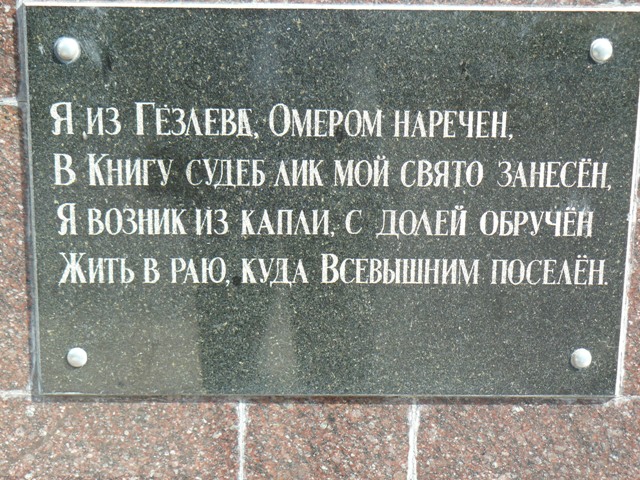 Я, из Гёзлева, Омером наречен,
В Книгу судеб лик мой свято занесён,
Я возник из капли, с долей обручён
Жить в раю, куда Всевышним поселён.